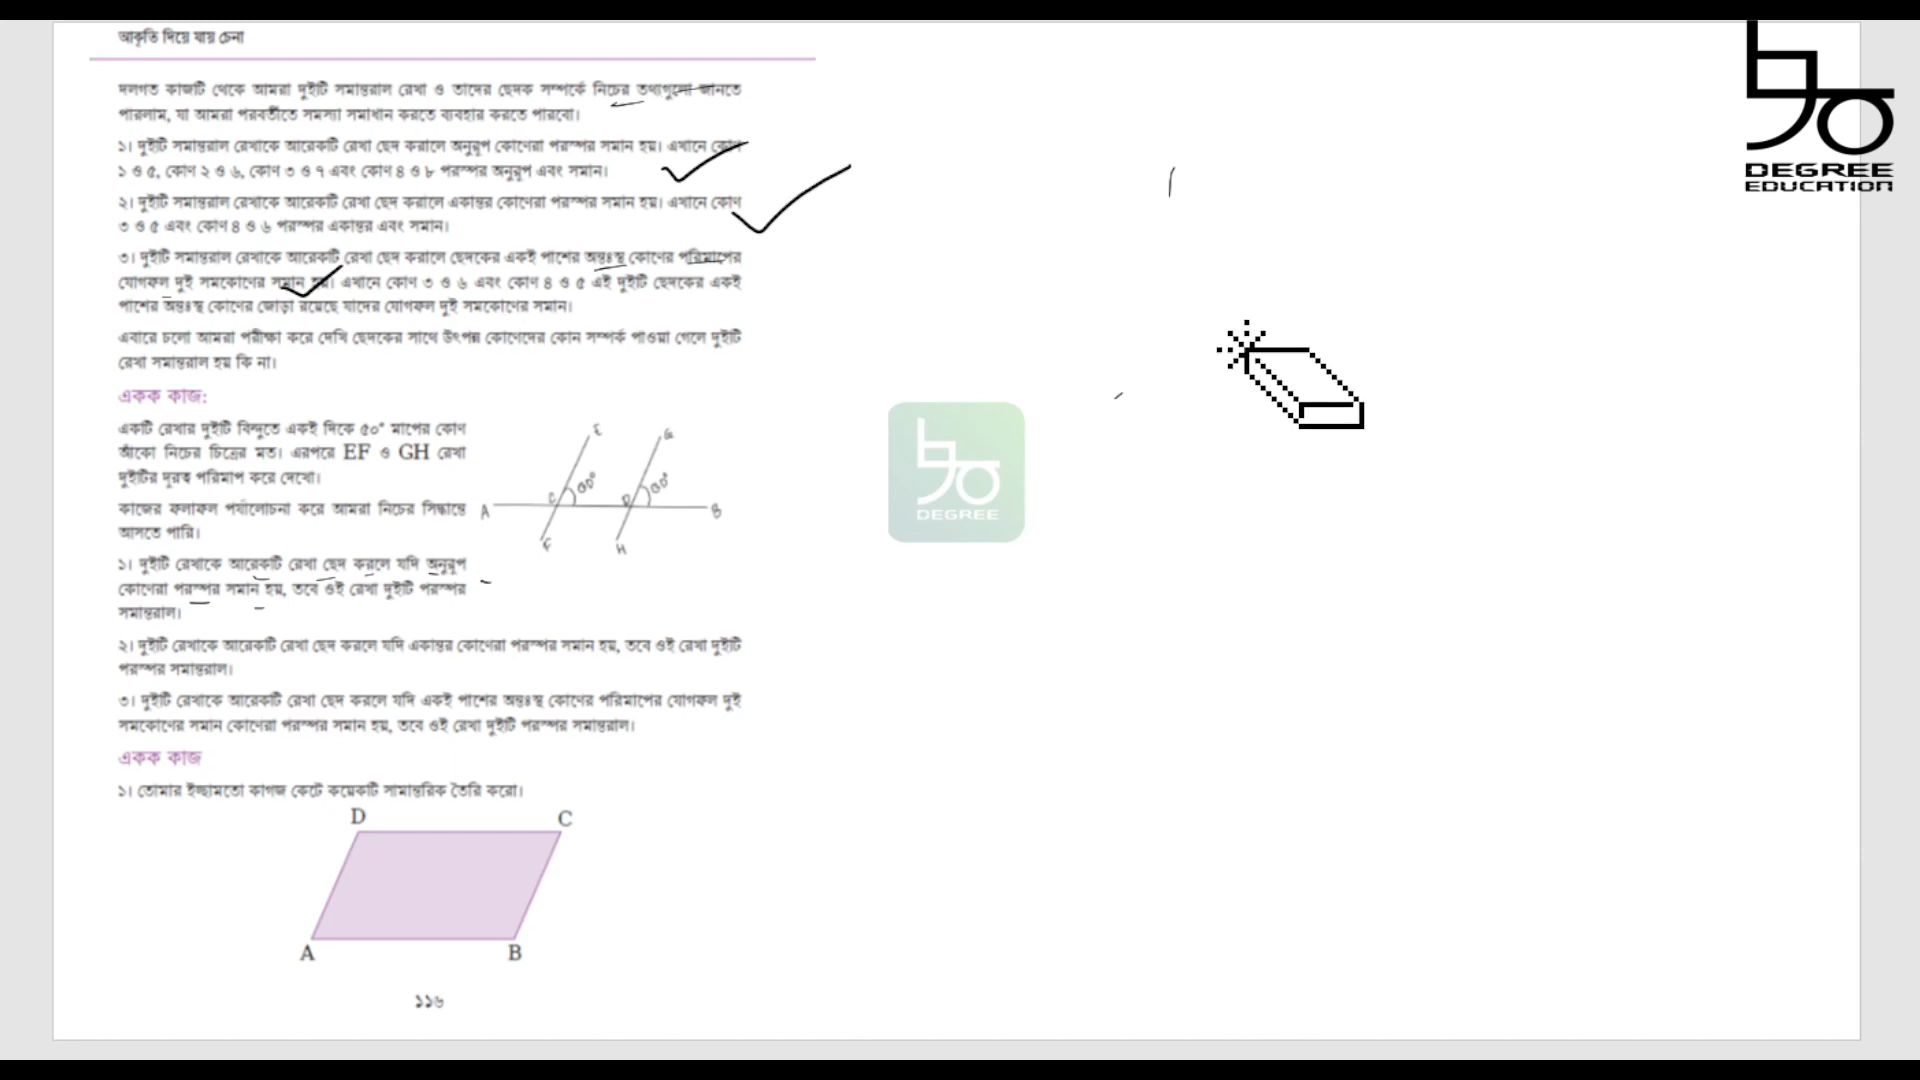 আকৃতি দিয়ে যায় চেনা
দলগত কাজটি থেকে আমরা দুইটি সমান্তরাল রেখা ও তাদের ছেদক সম্পর্কে নিচের তথ্যগুলো জানতে
পারলাম, যা আমরা পরবর্তীতে সমস্যা সমাধান করতে ব্যবহার করতে পারবো।
১। দুইটি সমান্তরাল রেখাকে আরেকটি রেখা ছেদ করালে অনুরূপ কোণেরা পরস্পর সমান হয়। এখানে কোণ
১ ও ৫, কোণ ২ ও ৬, কোণ ৩ ও ৭ এবং কোণ ৪ ও ৮ পরস্পর অনুরূপ এবং সমান।
২। দুইটি সমান্তরাল রেখাকে আরেকটি রেখা ছেদ করালে একান্তর কোণেরা পরস্পর সমান হয়। এখানে কোণ
৩ ও ৫ এবং কোণ ৪ ও ৬ পরস্পর একান্তর এবং সমান।
৩। দুইটি সমান্তরাল রেখাকে আরেকটি রেখা ছেদ করালে ছেদকের একই পাশের অন্তঃস্থ কোণের পরিমাপের
যোগফল দুই সমকোণের সমান হয়। এখানে কোণ ৩ ও ৬ এবং কোণ ৪ ও ৫ এই দুইটি ছেদকের একই
পাশের অন্তঃস্থ কোণের জোড়া রয়েছে যাদের যোগফল দুই সমকোণের সমান।
এবারে চলো আমরা পরীক্ষা করে দেখি ছেদকের সাথে উৎপন্ন কোণেদের কোন সম্পর্ক পাওয়া গেলে দুইটি
রেখা সমান্তরাল হয় কি না।
একক কাজ:
একটি রেখার দুইটি বিন্দুতে একই দিকে ৫০° মাপের কোণ
আঁকো নিচের চিত্রের মত। এরপরে EF ও GH রেখা
দুইটির দূরত্ব পরিমাপ করে দেখো।
কাজের ফলাফল পর্যালোচনা করে আমরা নিচের সিদ্ধান্তে
আসতে পারি।
E G
C D
A B
F H
১। দুইটি রেখাকে আরেকটি রেখা ছেদ করলে যদি অনুরূপ
কোণেরা পরস্পর সমান হয়, তবে ওই রেখা দুইটি পরস্পর
সমান্তরাল।
২। দুইটি রেখাকে আরেকটি রেখা ছেদ করলে যদি একান্তর কোণেরা পরস্পর সমান হয়, তবে ওই রেখা দুইটি
পরস্পর সমান্তরাল।
৩। দুইটি রেখাকে আরেকটি রেখা ছেদ করলে যদি একই পাশের অন্তঃস্থ কোণের পরিমাপের যোগফল দুই
সমকোণের সমান কোণেরা পরস্পর সমান হয়, তবে ওই রেখা দুইটি পরস্পর সমান্তরাল।
একক কাজ
১। তোমার ইচ্ছামতো কাগজ কেটে কয়েকটি সামান্তরিক তৈরি করো।
D C
A B
১১৬
DEGREE
DEGREE
EDUCATION